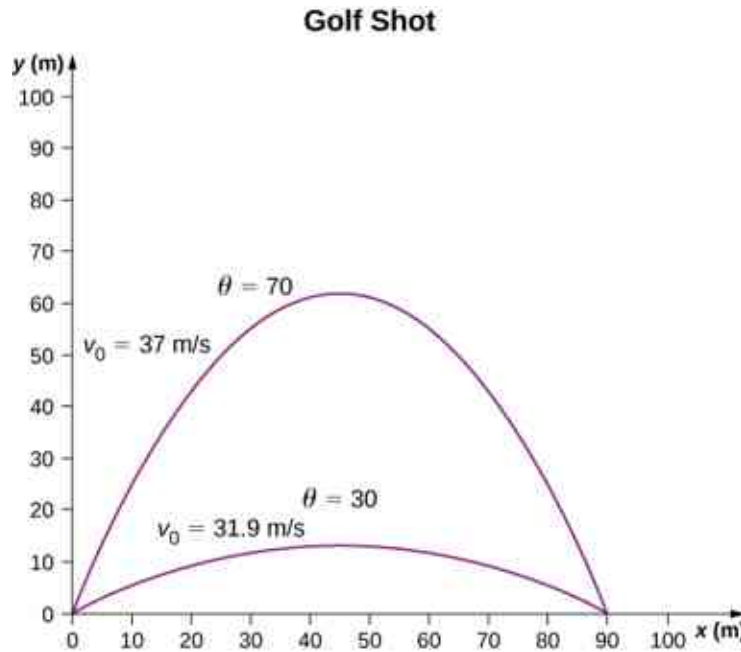 Golf Shot
y (m)
100
90
80
70
60
50
40
30
20
10
0
θ = 70
v₀ = 37 m/s
θ = 30
v₀ = 31.9 m/s
0 10 20 30 40 50 60 70 80 90 100 x (m)